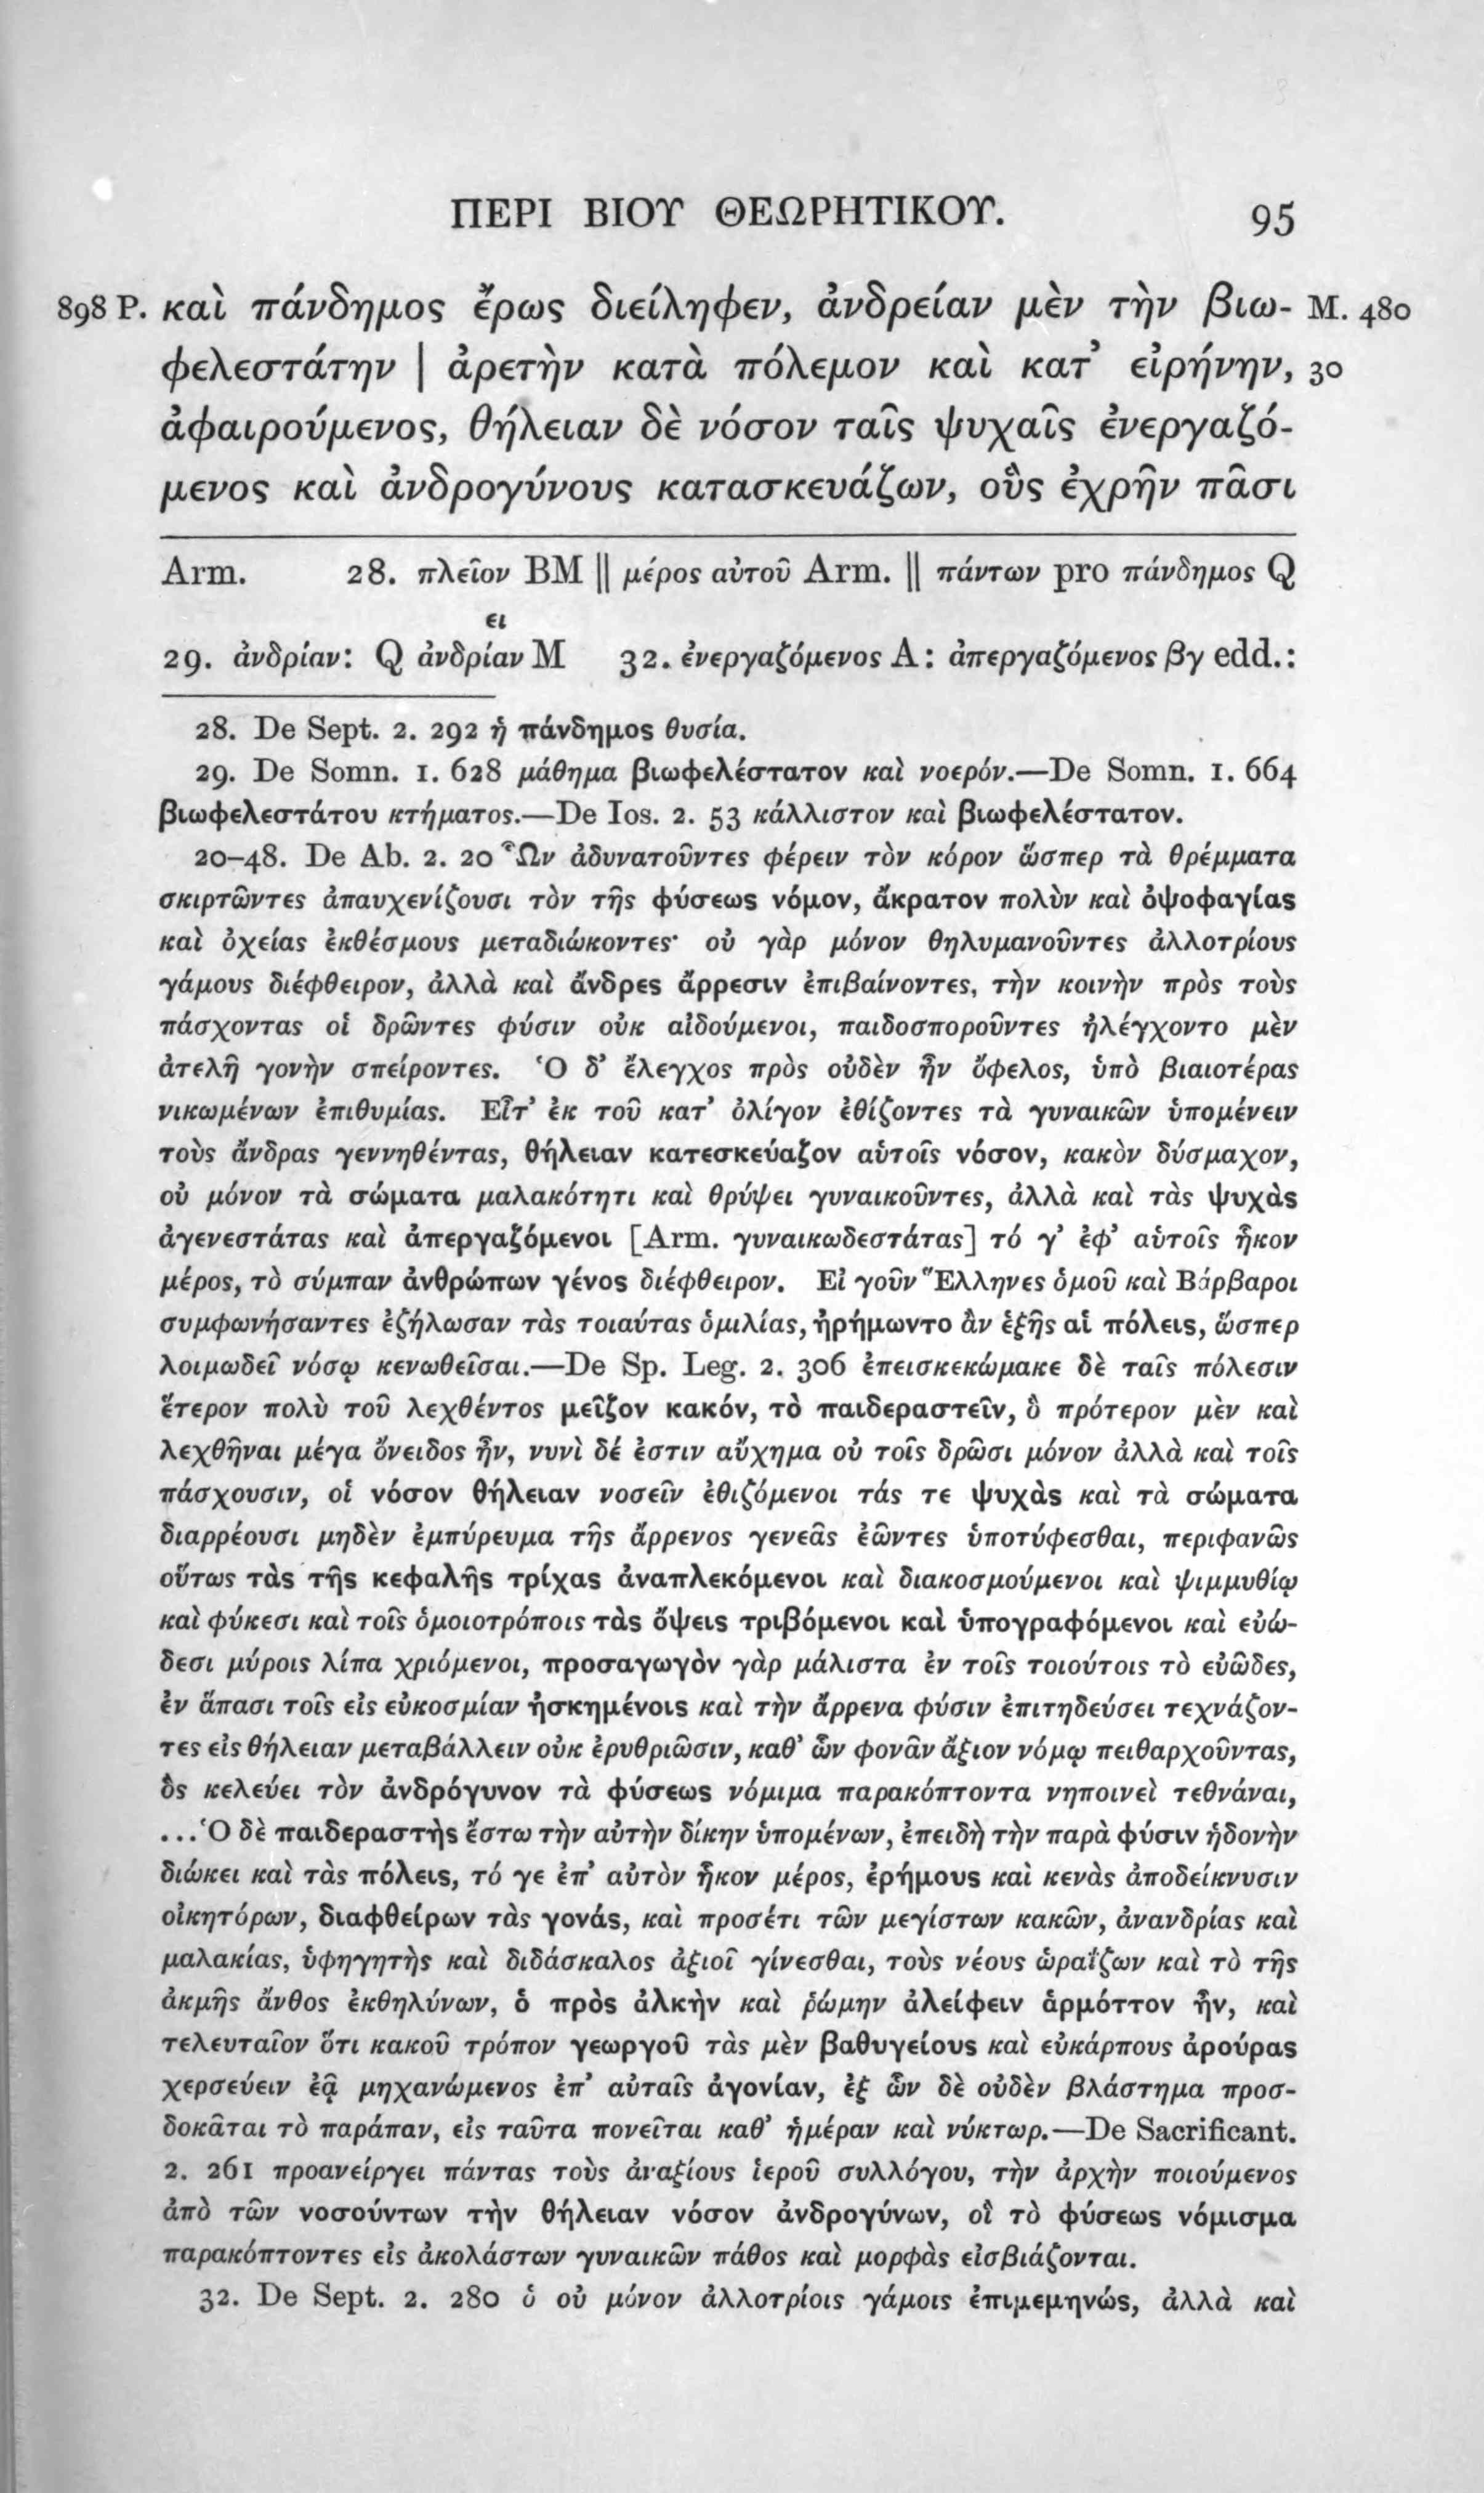 ΠΕΡΙ ΒΙΟΥ ΘΕΩΡΗΤΙΚΟΥ. 95
898 P. καὶ πάνδημος ἔρως διείληφεν, ἀνδρείαν μὲν τὴν βιω- M. 480
φελεστάτην | ἀρετὴν κατὰ πόλεμον καὶ κατ’ εἰρήνην, 30
ἀφαιρούμενος, θήλειαν δὲ νόσον ταῖς ψυχαῖς ἐνεργαζό-
μενος καὶ ἀνδρογύνους κατασκευάζων, οὓς ἐχρῆν πᾶσι
Arm. 28. πλεῖον BM || μέρος αὐτοῦ Arm. || πάντων pro πάνδημος Q
ει
29. ἀνδρίαν: Q ἀνδρίαν M 32. ἐνεργαζόμενος A: ἀπεργαζόμενος βγ edd.:
28. De Sept. 2. 292 ἡ πάνδημος θυσία.
29. De Somn. 1. 628 μάθημα βιωφελέστατον καὶ νοερόν.—De Somn. 1. 664
βιωφελεστάτου κτήματος.—De Ios. 2. 53 κάλλιστον καὶ βιωφελέστατον.
20–48. De Ab. 2. 20 Ὧν ἀδυνατοῦντες φέρειν τὸν κόρον ὥσπερ τὰ θρέμματα
σκιρτῶντες ἀπαυχενίζουσι τὸν τῆς φύσεως νόμον, ἄκρατον πολὺν καὶ ὀψοφαγίας
καὶ ὀχείας ἐκθέσμους μεταδιώκοντες· οὐ γὰρ μόνον θηλυμανοῦντες ἀλλοτρίους
γάμους διέφθειρον, ἀλλὰ καὶ ἄνδρες ἄρρεσιν ἐπιβαίνοντες, τὴν κοινὴν πρὸς τοὺς
πάσχοντας οἱ δρῶντες φύσιν οὐκ αἰδούμενοι, παιδοσποροῦντες ἠλέγχοντο μὲν
ἀτελῆ γονὴν σπείροντες. Ὁ δ’ ἔλεγχος πρὸς οὐδὲν ἦν ὄφελος, ὑπὸ βιαιοτέρας
νικωμένων ἐπιθυμίας. Εἶτ’ ἐκ τοῦ κατ’ ὀλίγον ἐθίζοντες τὰ γυναικῶν ὑπομένειν
τοὺς ἄνδρας γεννηθέντας, θήλειαν κατεσκεύαζον αὑτοῖς νόσον, κακὸν δύσμαχον,
οὐ μόνον τὰ σώματα μαλακότητι καὶ θρύψει γυναικοῦντες, ἀλλὰ καὶ τὰς ψυχὰς
ἀγενεστάτας καὶ ἀπεργαζόμενοι [Arm. γυναικωδεστάτας] τό γ’ ἐφ’ αὑτοῖς ἧκον
μέρος, τὸ σύμπαν ἀνθρώπων γένος διέφθειρον. Εἰ γοῦν Ἕλληνες ὁμοῦ καὶ Βάρβαροι
συμφωνήσαντες ἐζήλωσαν τὰς τοιαύτας ὁμιλίας, ἠρήμωντο ἂν ἑξῆς αἱ πόλεις, ὥσπερ
λοιμωδεῖ νόσῳ κενωθεῖσαι.—De Sp. Leg. 2. 306 ἐπεισκεκώμακε δὲ ταῖς πόλεσιν
ἕτερον πολὺ τοῦ λεχθέντος μεῖζον κακόν, τὸ παιδεραστεῖν, ὃ πρότερον μὲν καὶ
λεχθῆναι μέγα ὄνειδος ἦν, νυνὶ δέ ἐστιν αὔχημα οὐ τοῖς δρῶσι μόνον ἀλλὰ καὶ τοῖς
πάσχουσιν, οἱ νόσον θήλειαν νοσεῖν ἐθιζόμενοι τάς τε ψυχὰς καὶ τὰ σώματα
διαρρέουσι μηδὲν ἐμπύρευμα τῆς ἄρρενος γενεᾶς ἐῶντες ὑποτύφεσθαι, περιφανῶς
οὕτως τὰς τῆς κεφαλῆς τρίχας ἀναπλεκόμενοι καὶ διακοσμούμενοι καὶ ψιμμυθίῳ
καὶ φύκεσι καὶ τοῖς ὁμοιοτρόποις τὰς ὄψεις τριβόμενοι καὶ ὑπογραφόμενοι καὶ εὐώ-
δεσι μύροις λίπα χριόμενοι, προσαγωγὸν γὰρ μάλιστα ἐν τοῖς τοιούτοις τὸ εὐῶδες,
ἐν ἅπασι τοῖς εἰς εὐκοσμίαν ἠσκημένοις καὶ τὴν ἄρρενα φύσιν ἐπιτηδεύσει τεχνάζον-
τες εἰς θήλειαν μεταβάλλειν οὐκ ἐρυθριῶσιν, καθ’ ὧν φονᾶν ἄξιον νόμῳ πειθαρχοῦντας,
ὃς κελεύει τὸν ἀνδρόγυνον τὰ φύσεως νόμιμα παρακόπτοντα νηποινεὶ τεθνάναι,
...Ὁ δὲ παιδεραστὴς ἔστω τὴν αὐτὴν δίκην ὑπομένων, ἐπειδὴ τὴν παρὰ φύσιν ἡδονὴν
διώκει καὶ τὰς πόλεις, τό γε ἐπ’ αὐτὸν ἧκον μέρος, ἐρήμους καὶ κενὰς ἀποδείκνυσιν
οἰκητόρων, διαφθείρων τὰς γονάς, καὶ προσέτι τῶν μεγίστων κακῶν, ἀνανδρίας καὶ
μαλακίας, ὑφηγητὴς καὶ διδάσκαλος ἀξιοῖ γίνεσθαι, τοὺς νέους ὡραΐζων καὶ τὸ τῆς
ἀκμῆς ἄνθος ἐκθηλύνων, ὃ πρὸς ἀλκὴν καὶ ῥώμην ἀλείφειν ἁρμόττον ἦν, καὶ
τελευταῖον ὅτι κακοῦ τρόπον γεωργοῦ τὰς μὲν βαθυγείους καὶ εὐκάρπους ἀρούρας
χερσεύειν ἐᾷ μηχανώμενος ἐπ’ αὐταῖς ἀγονίαν, ἐξ ὧν δὲ οὐδὲν βλάστημα προσ-
δοκᾶται τὸ παράπαν, εἰς ταῦτα πονεῖται καθ’ ἡμέραν καὶ νύκτωρ.—De Sacrificant.
2. 261 προανείργει πάντας τοὺς ἀναξίους ἱεροῦ συλλόγου, τὴν ἀρχὴν ποιούμενος
ἀπὸ τῶν νοσούντων τὴν θήλειαν νόσον ἀνδρογύνων, οἳ τὸ φύσεως νόμισμα
παρακόπτοντες εἰς ἀκολάστων γυναικῶν πάθος καὶ μορφὰς εἰσβιάζονται.
32. De Sept. 2. 280 ὁ οὐ μόνον ἀλλοτρίοις γάμοις ἐπιμεμηνώς, ἀλλὰ καὶ